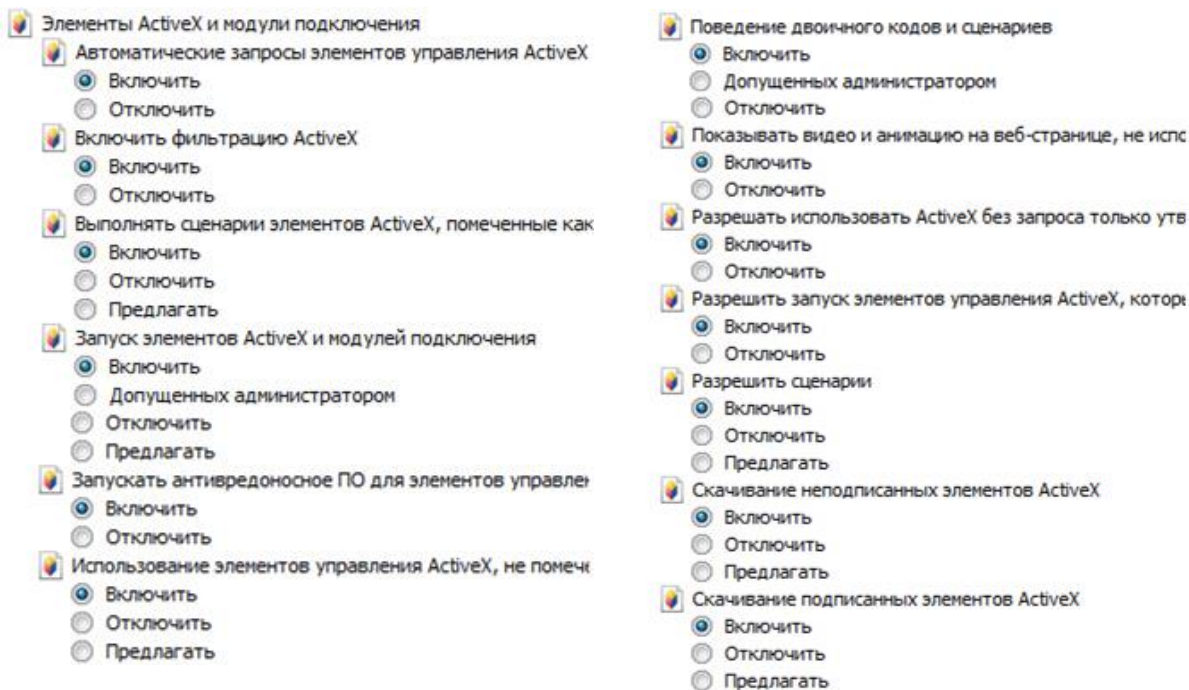 Элементы ActiveX и модули подключения
Автоматические запросы элементов управления ActiveX
Включить
Отключить
Включить фильтрацию ActiveX
Включить
Отключить
Выполнять сценарии элементов ActiveX, помеченные как
Включить
Отключить
Предлагать
Запуск элементов ActiveX и модулей подключения
Включить
Допущенных администратором
Отключить
Предлагать
Запускать антивредоносное ПО для элементов
Включить
Отключить
Использование элементов управления ActiveX, не
Включить
Отключить
Предлагать
Поведение двоичного кодов и сценариев
Включить
Допущенных администратором
Отключить
Показывать видео и анимацию на веб-странице, не
Включить
Отключить
Разрешать использовать ActiveX без запроса только
Включить
Отключить
Разрешить запуск элементов управления ActiveX,
Включить
Отключить
Разрешить сценарии
Включить
Отключить
Предлагать
Скачивание неподписанных элементов ActiveX
Включить
Отключить
Предлагать
Скачивание подписанных элементов ActiveX
Включить
Отключить
Предлагать